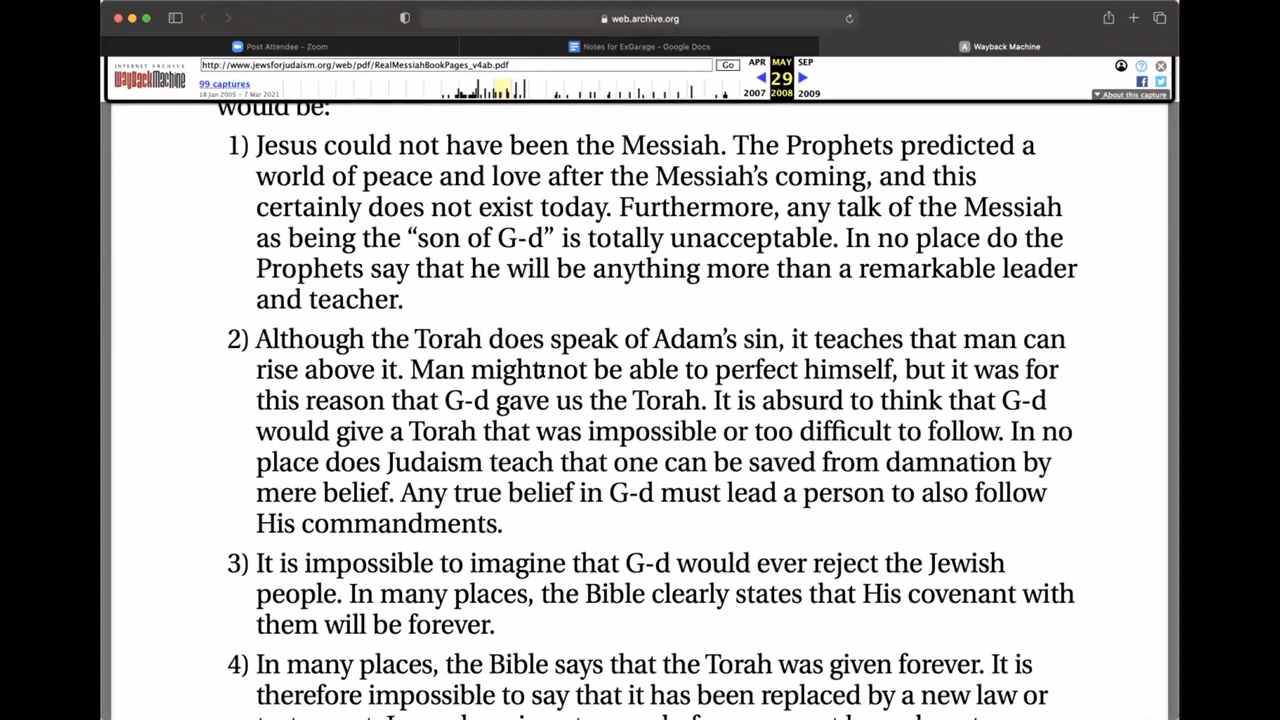 web.archive.org
Post Attendee - Zoom
Notes for ExGarage - Google Docs
Wayback Machine
INTERNET ARCHIVE
WayBackMachine
http://www.jewsforjudaism.org/web/pdf/RealMessiahBookPages_v4ab.pdf
Go
APR
MAY
SEP
99 captures
29
18 Jan 2005 - 7 Mar 2021
2007
2008
2009
About this capture
would be:
1) Jesus could not have been the Messiah. The Prophets predicted a
world of peace and love after the Messiah’s coming, and this
certainly does not exist today. Furthermore, any talk of the Messiah
as being the “son of G-d” is totally unacceptable. In no place do the
Prophets say that he will be anything more than a remarkable leader
and teacher.
2) Although the Torah does speak of Adam’s sin, it teaches that man can
rise above it. Man might not be able to perfect himself, but it was for
this reason that G-d gave us the Torah. It is absurd to think that G-d
would give a Torah that was impossible or too difficult to follow. In no
place does Judaism teach that one can be saved from damnation by
mere belief. Any true belief in G-d must lead a person to also follow
His commandments.
3) It is impossible to imagine that G-d would ever reject the Jewish
people. In many places, the Bible clearly states that His covenant with
them will be forever.
4) In many places, the Bible says that the Torah was given forever. It is
therefore impossible to say that it has been replaced by a new law or